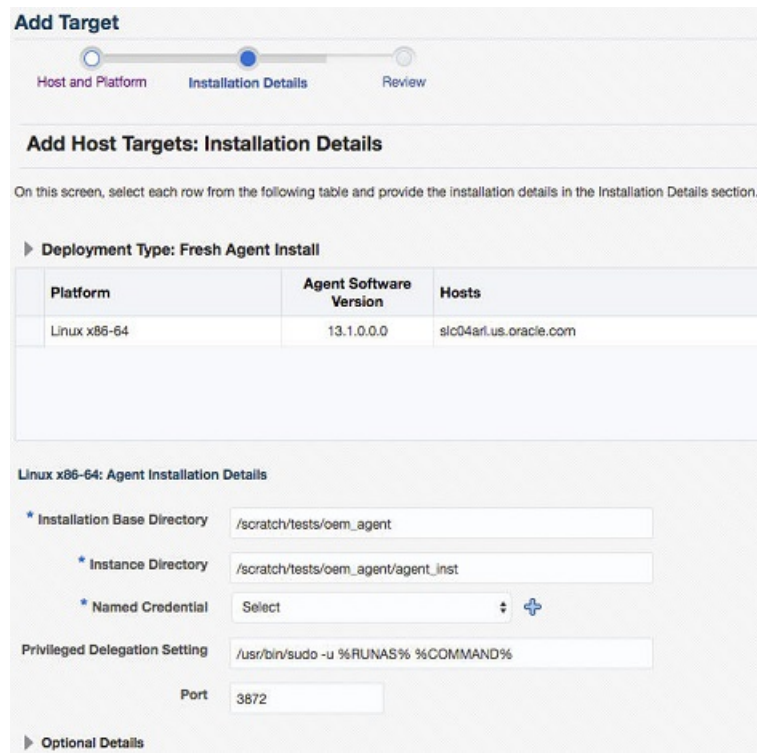 Add Target
Host and Platform Installation Details Review
Add Host Targets: Installation Details
On this screen, select each row from the following table and provide the installation details in the Installation Details section.
Deployment Type: Fresh Agent Install
Platform Agent Software Version Hosts
Linux x86-64 13.1.0.0.0 slc04arl.us.oracle.com
Linux x86-64: Agent Installation Details
* Installation Base Directory /scratch/tests/oem_agent
* Instance Directory /scratch/tests/oem_agent/agent_inst
* Named Credential Select
Privileged Delegation Setting /usr/bin/sudo -u %RUNAS% %COMMAND%
Port 3872
Optional Details